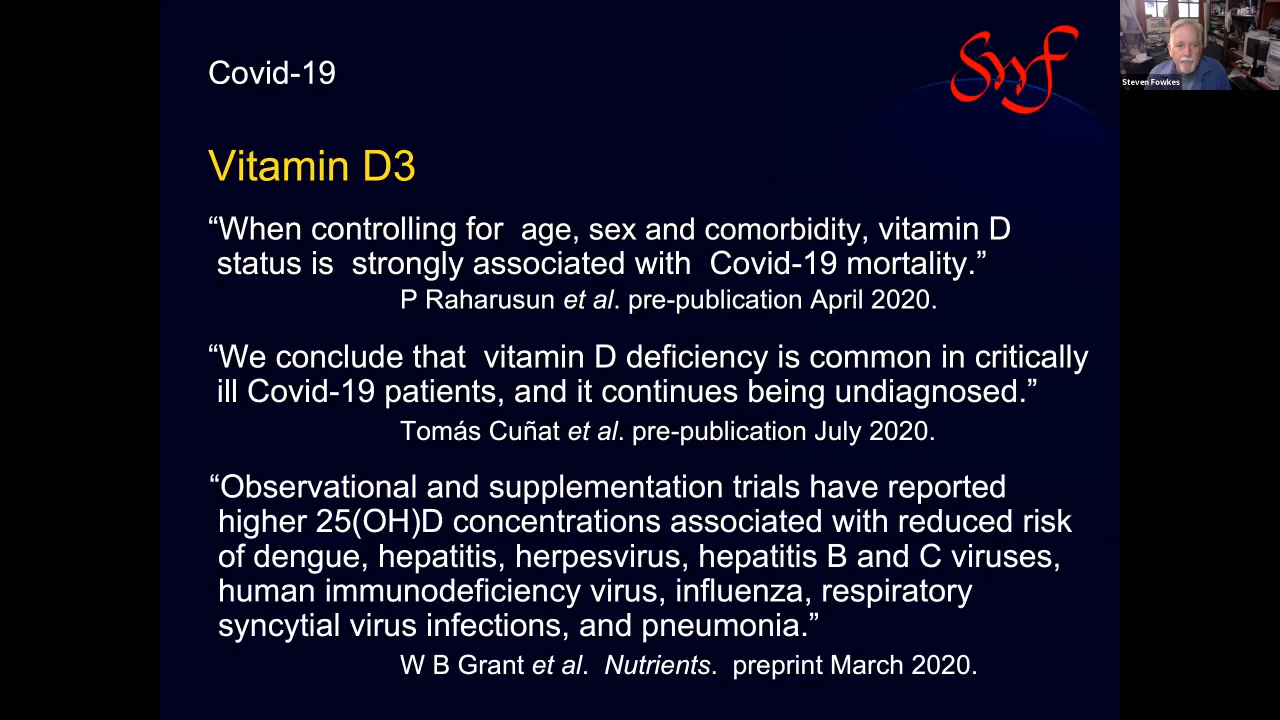 Covid-19
Swf
Steven Fowkes
Vitamin D3
“When controlling for age, sex and comorbidity, vitamin D
status is strongly associated with Covid-19 mortality.”
P Raharusun et al. pre-publication April 2020.
“We conclude that vitamin D deficiency is common in critically
ill Covid-19 patients, and it continues being undiagnosed.”
Tomás Cuñat et al. pre-publication July 2020.
“Observational and supplementation trials have reported
higher 25(OH)D concentrations associated with reduced risk
of dengue, hepatitis, herpesvirus, hepatitis B and C viruses,
human immunodeficiency virus, influenza, respiratory
syncytial virus infections, and pneumonia.”
W B Grant et al. Nutrients. preprint March 2020.